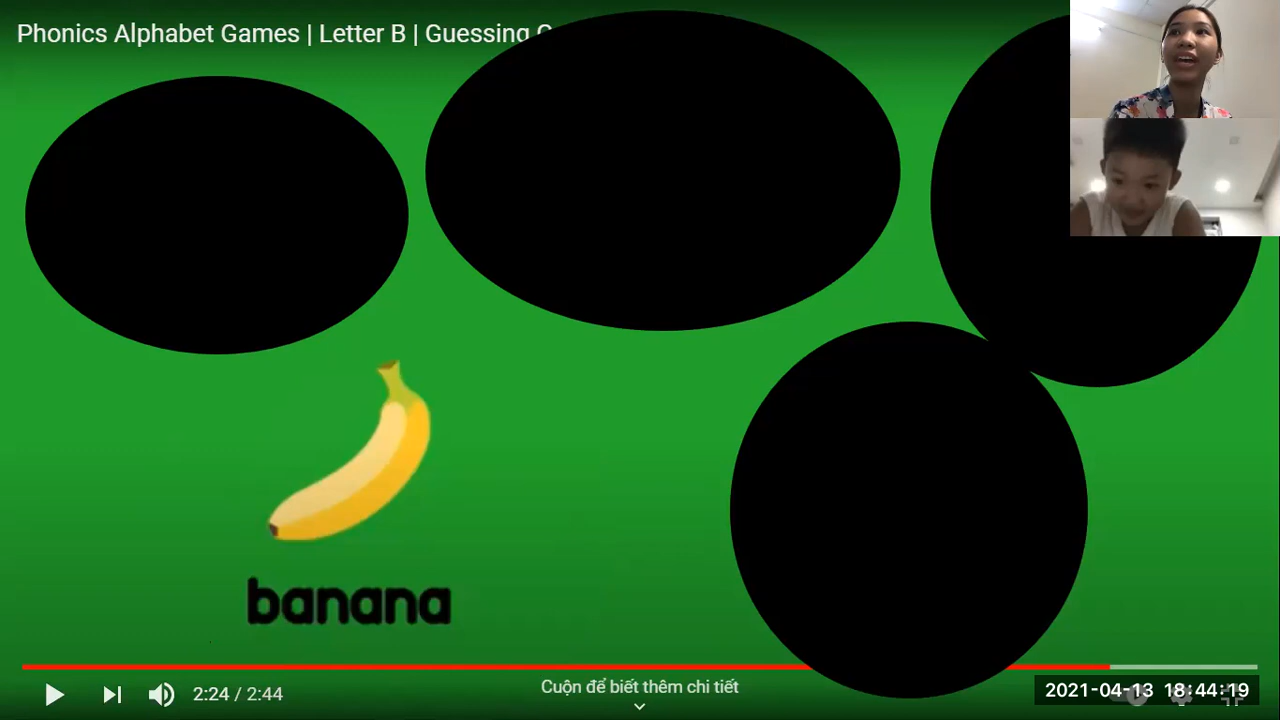 Phonics Alphabet Games | Letter B | Guessing
banana
2:24 / 2:44
Cuộn để biết thêm chi tiết
2021-04-13 18:44:19